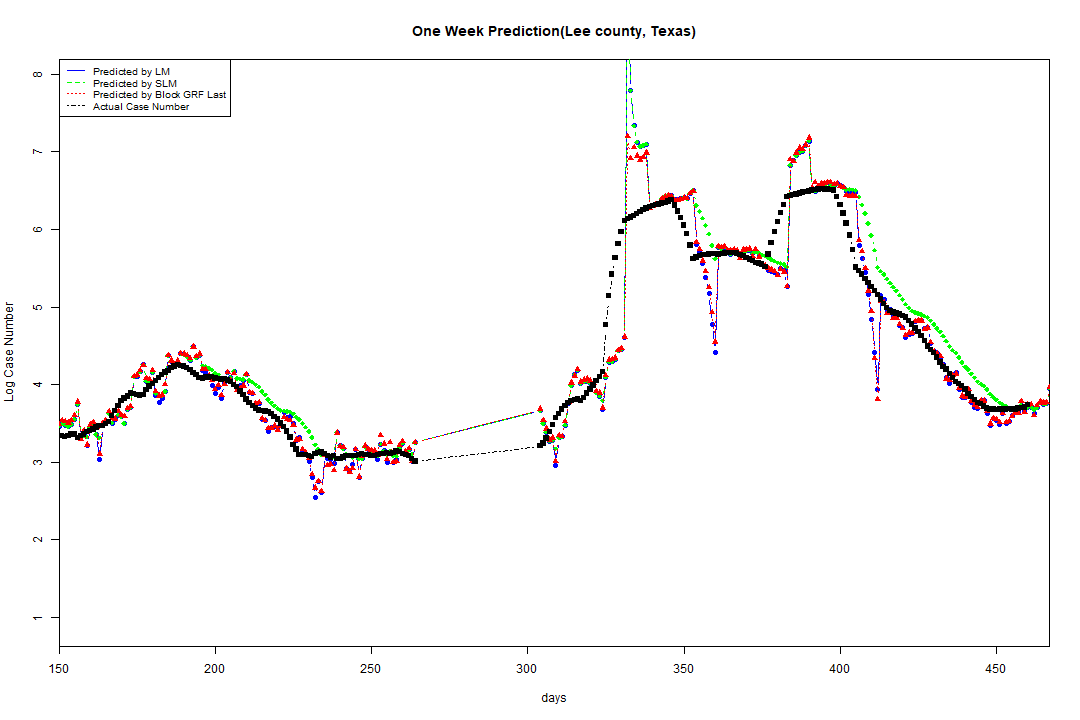 One Week Prediction(Lee county, Texas)
Predicted by LM
Predicted by SLM
Predicted by Block GRF Last
Actual Case Number
8
7
6
5
4
3
2
1
Log Case Number
150 200 250 300 350 400 450
days